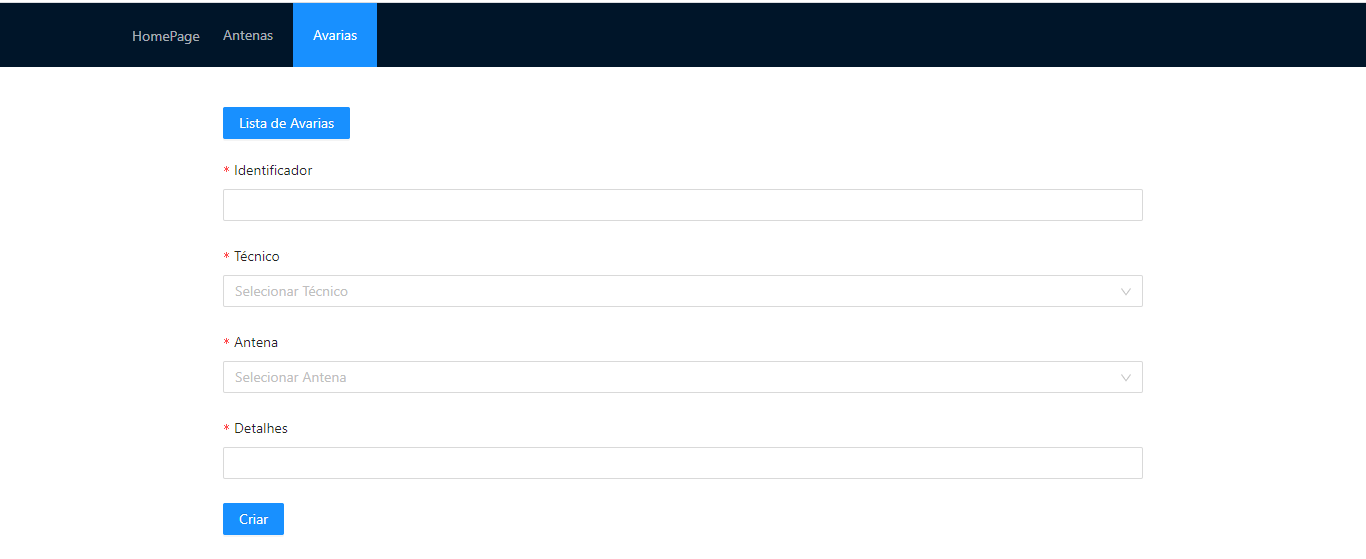 HomePage Antenas Avarias
Lista de Avarias
* Identificador
* Técnico
Selecionar Técnico
* Antena
Selecionar Antena
* Detalhes
Criar